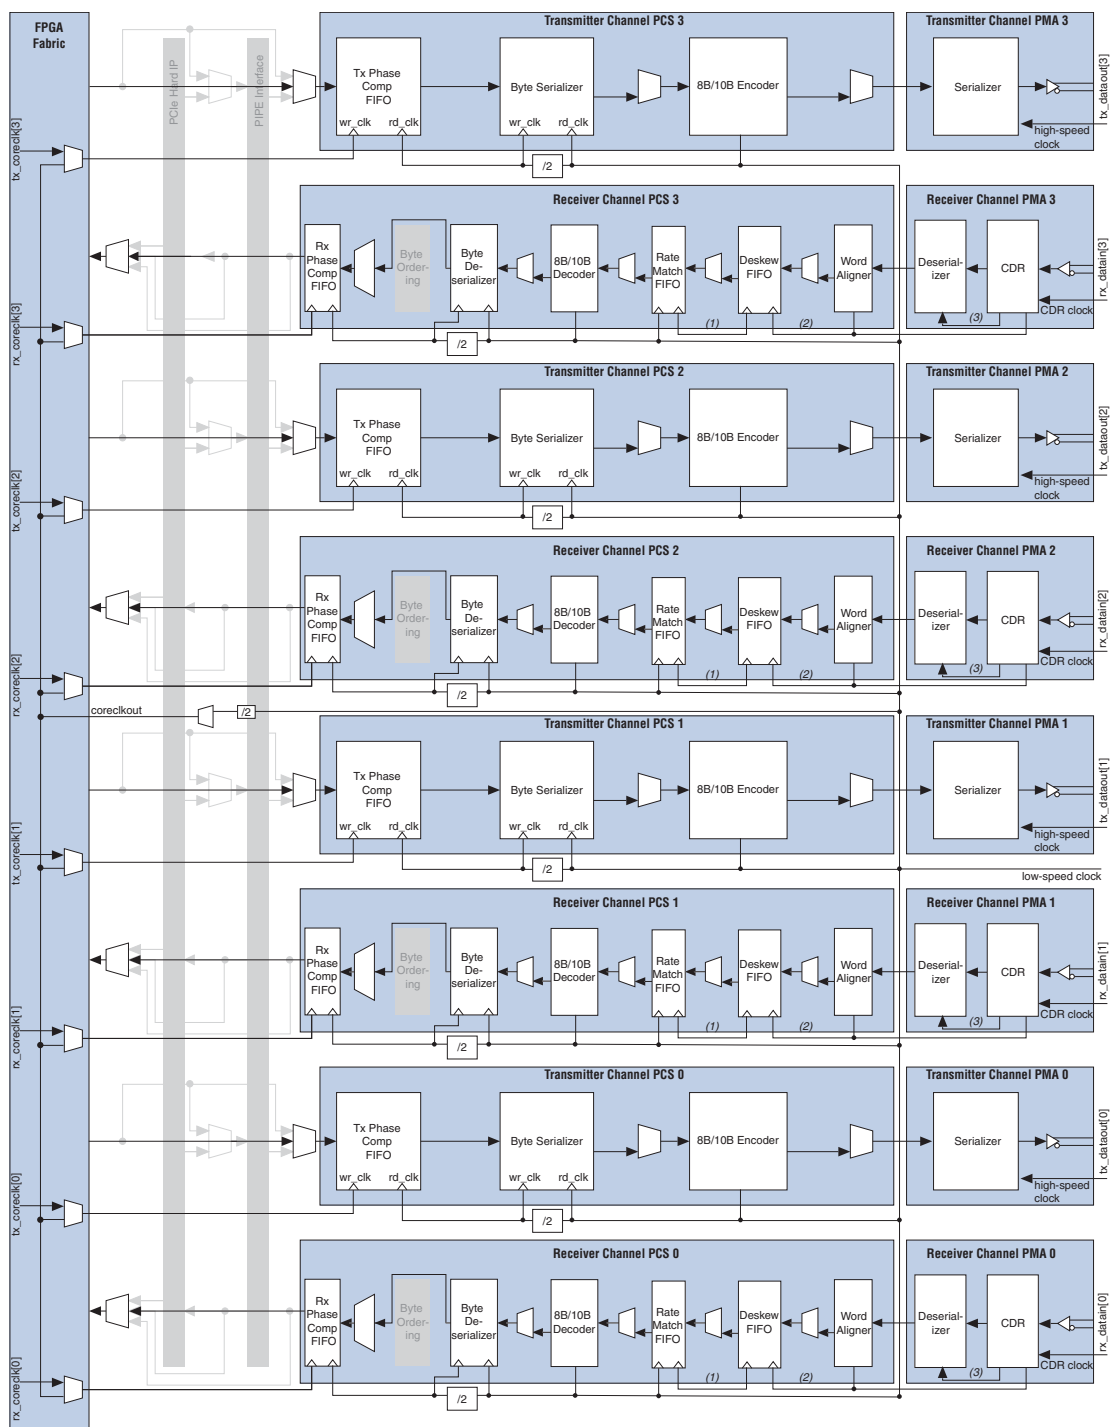 FPGA
Fabric
PCIe Hard IP
PIPE Interface
Transmitter Channel PCS 3
Tx Phase
Comp
FIFO
wr_clk
rd_clk
Byte Serializer
wr_clk
rd_clk
8B/10B Encoder
/2
Transmitter Channel PMA 3
Serializer
high-speed
clock
tx_dataout[3]
tx_coreclk[3]
Receiver Channel PCS 3
Rx
Phase
Comp
FIFO
Byte
Order-
ing
Byte
De-
serializer
8B/10B
Decoder
Rate
Match
FIFO
Deskew
FIFO
Word
Aligner
(1)
(2)
/2
Receiver Channel PMA 3
Deserial-
izer
CDR
(3)
CDR clock
rx_datain[3]
rx_coreclk[3]
Transmitter Channel PCS 2
Tx Phase
Comp
FIFO
wr_clk
rd_clk
Byte Serializer
wr_clk
rd_clk
8B/10B Encoder
/2
Transmitter Channel PMA 2
Serializer
high-speed
clock
tx_dataout[2]
tx_coreclk[2]
Receiver Channel PCS 2
Rx
Phase
Comp
FIFO
Byte
Order-
ing
Byte
De-
serializer
8B/10B
Decoder
Rate
Match
FIFO
Deskew
FIFO
Word
Aligner
(1)
(2)
/2
Receiver Channel PMA 2
Deserial-
izer
CDR
(3)
CDR clock
rx_datain[2]
rx_coreclk[2]
coreclkout
/2
Transmitter Channel PCS 1
Tx Phase
Comp
FIFO
wr_clk
rd_clk
Byte Serializer
wr_clk
rd_clk
8B/10B Encoder
/2
Transmitter Channel PMA 1
Serializer
high-speed
clock
tx_dataout[1]
tx_coreclk[1]
low-speed clock
Receiver Channel PCS 1
Rx
Phase
Comp
FIFO
Byte
Order-
ing
Byte
De-
serializer
8B/10B
Decoder
Rate
Match
FIFO
Deskew
FIFO
Word
Aligner
(1)
(2)
/2
Receiver Channel PMA 1
Deserial-
izer
CDR
(3)
CDR clock
rx_datain[1]
rx_coreclk[1]
Transmitter Channel PCS 0
Tx Phase
Comp
FIFO
wr_clk
rd_clk
Byte Serializer
wr_clk
rd_clk
8B/10B Encoder
/2
Transmitter Channel PMA 0
Serializer
high-speed
clock
tx_dataout[0]
tx_coreclk[0]
Receiver Channel PCS 0
Rx
Phase
Comp
FIFO
Byte
Order-
ing
Byte
De-
serializer
8B/10B
Decoder
Rate
Match
FIFO
Deskew
FIFO
Word
Aligner
(1)
(2)
/2
Receiver Channel PMA 0
Deserial-
izer
CDR
(3)
CDR clock
rx_datain[0]
rx_coreclk[0]